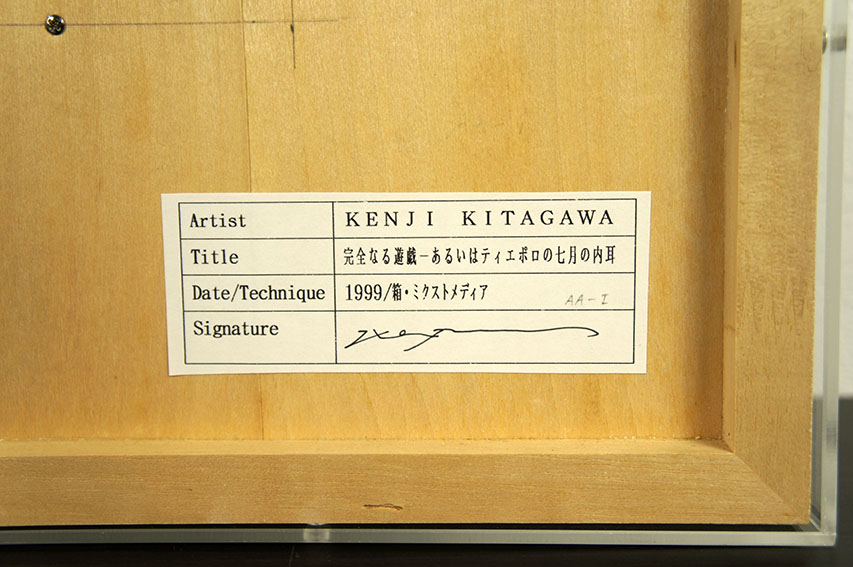 Artist KENJI KITAGAWA
Title 完全なる遊戯－あるいはティエポロの七月の内耳
Date/Technique 1999/箱・ミクストメディア AA-I
Signature